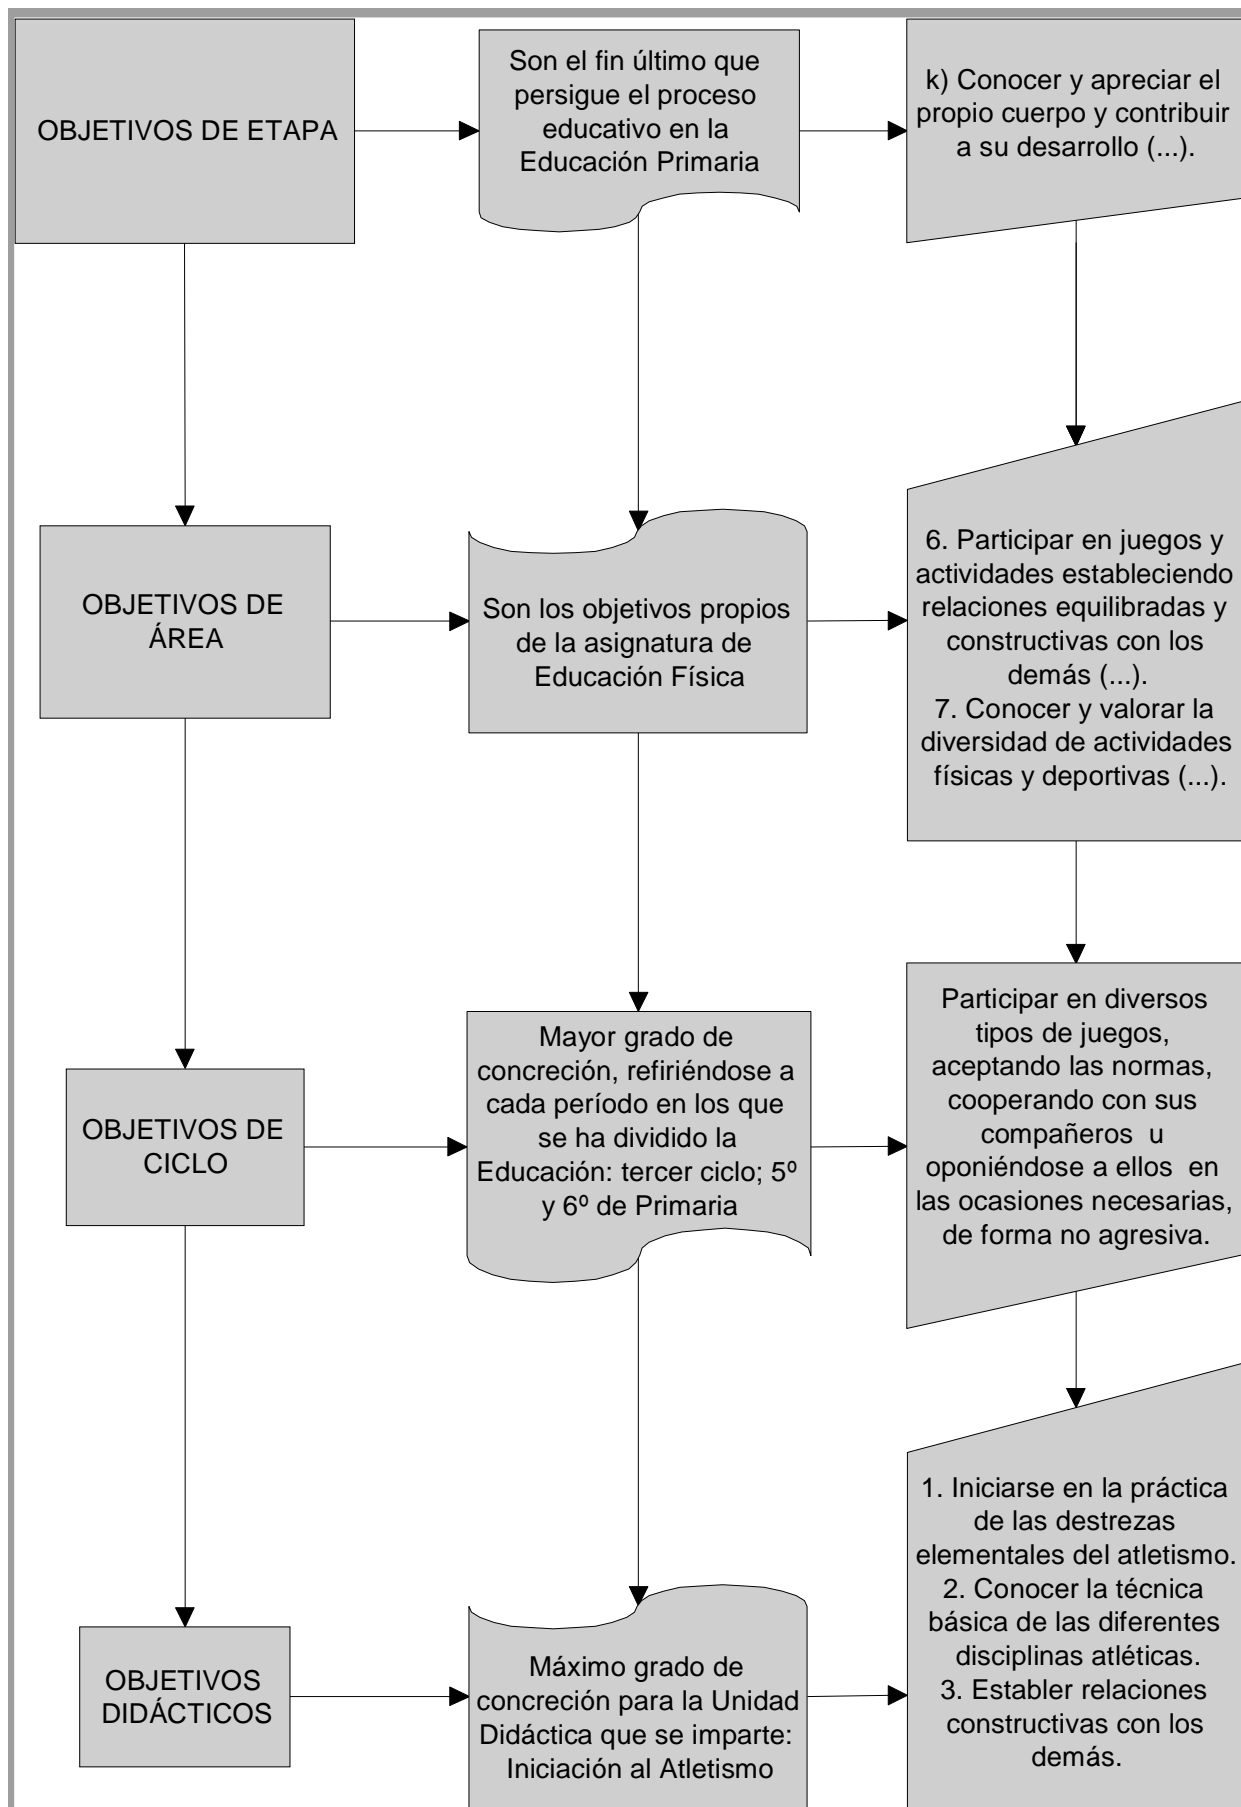 OBJETIVOS DE ETAPA
Son el fin último que
persigue el proceso
educativo en la
Educación Primaria
k) Conocer y apreciar el
propio cuerpo y contribuir
a su desarrollo (...).
OBJETIVOS DE
ÁREA
Son los objetivos propios
de la asignatura de
Educación Física
6. Participar en juegos y
actividades estableciendo
relaciones equilibradas y
constructivas con los
demás (...).
7. Conocer y valorar la
diversidad de actividades
físicas y deportivas (...).
OBJETIVOS DE
CICLO
Mayor grado de
concreción, refiriéndose a
cada período en los que
se ha dividido la
Educación: tercer ciclo; 5º
y 6º de Primaria
Participar en diversos
tipos de juegos,
aceptando las normas,
cooperando con sus
compañeros u
oponiéndose a ellos en
las ocasiones necesarias,
de forma no agresiva.
OBJETIVOS
DIDÁCTICOS
Máximo grado de
concreción para la Unidad
Didáctica que se imparte:
Iniciación al Atletismo
1. Iniciarse en la práctica
de las destrezas
elementales del atletismo.
2. Conocer la técnica
básica de las diferentes
disciplinas atléticas.
3. Establer relaciones
constructivas con los
demás.